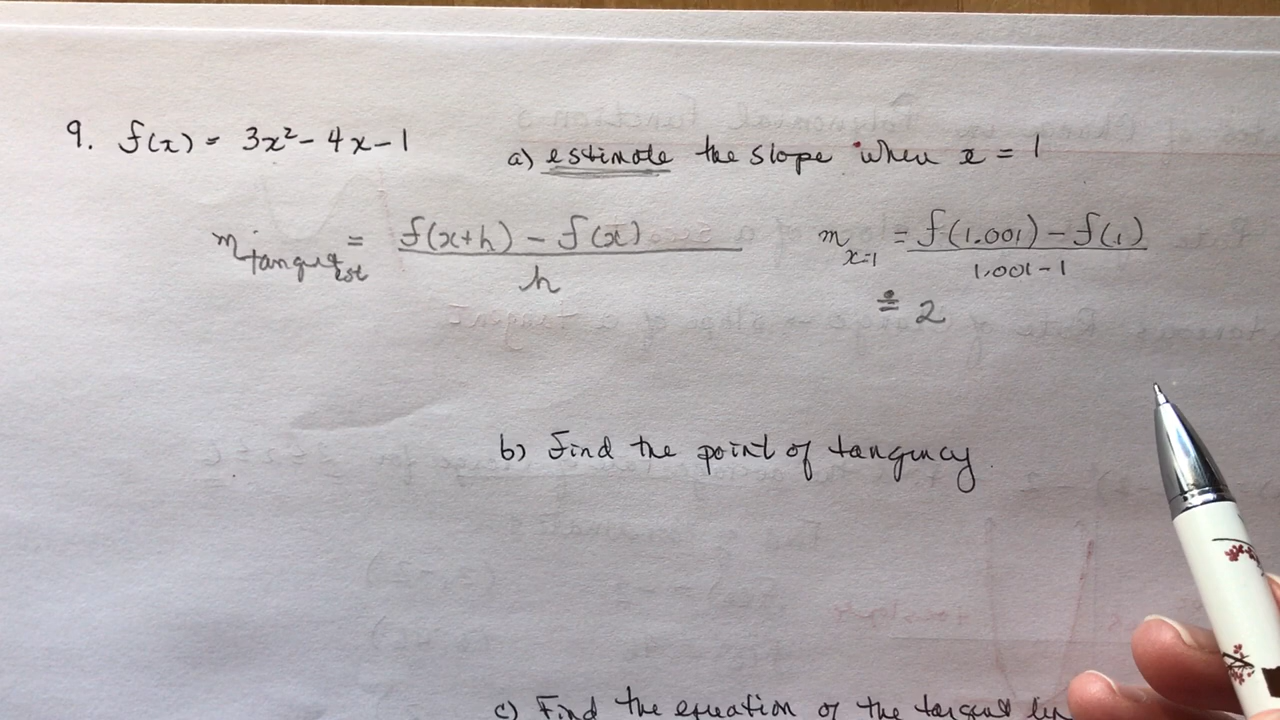 9. f(x) = 3x² - 4x - 1
a) estimate the slope when x = 1
m tangent est = f(x+h) - f(x) / h
m x=1 = f(1.001) - f(1) / 1.001 - 1
≐ 2
b) Find the point of tangency.
c) Find the equation of the tangent